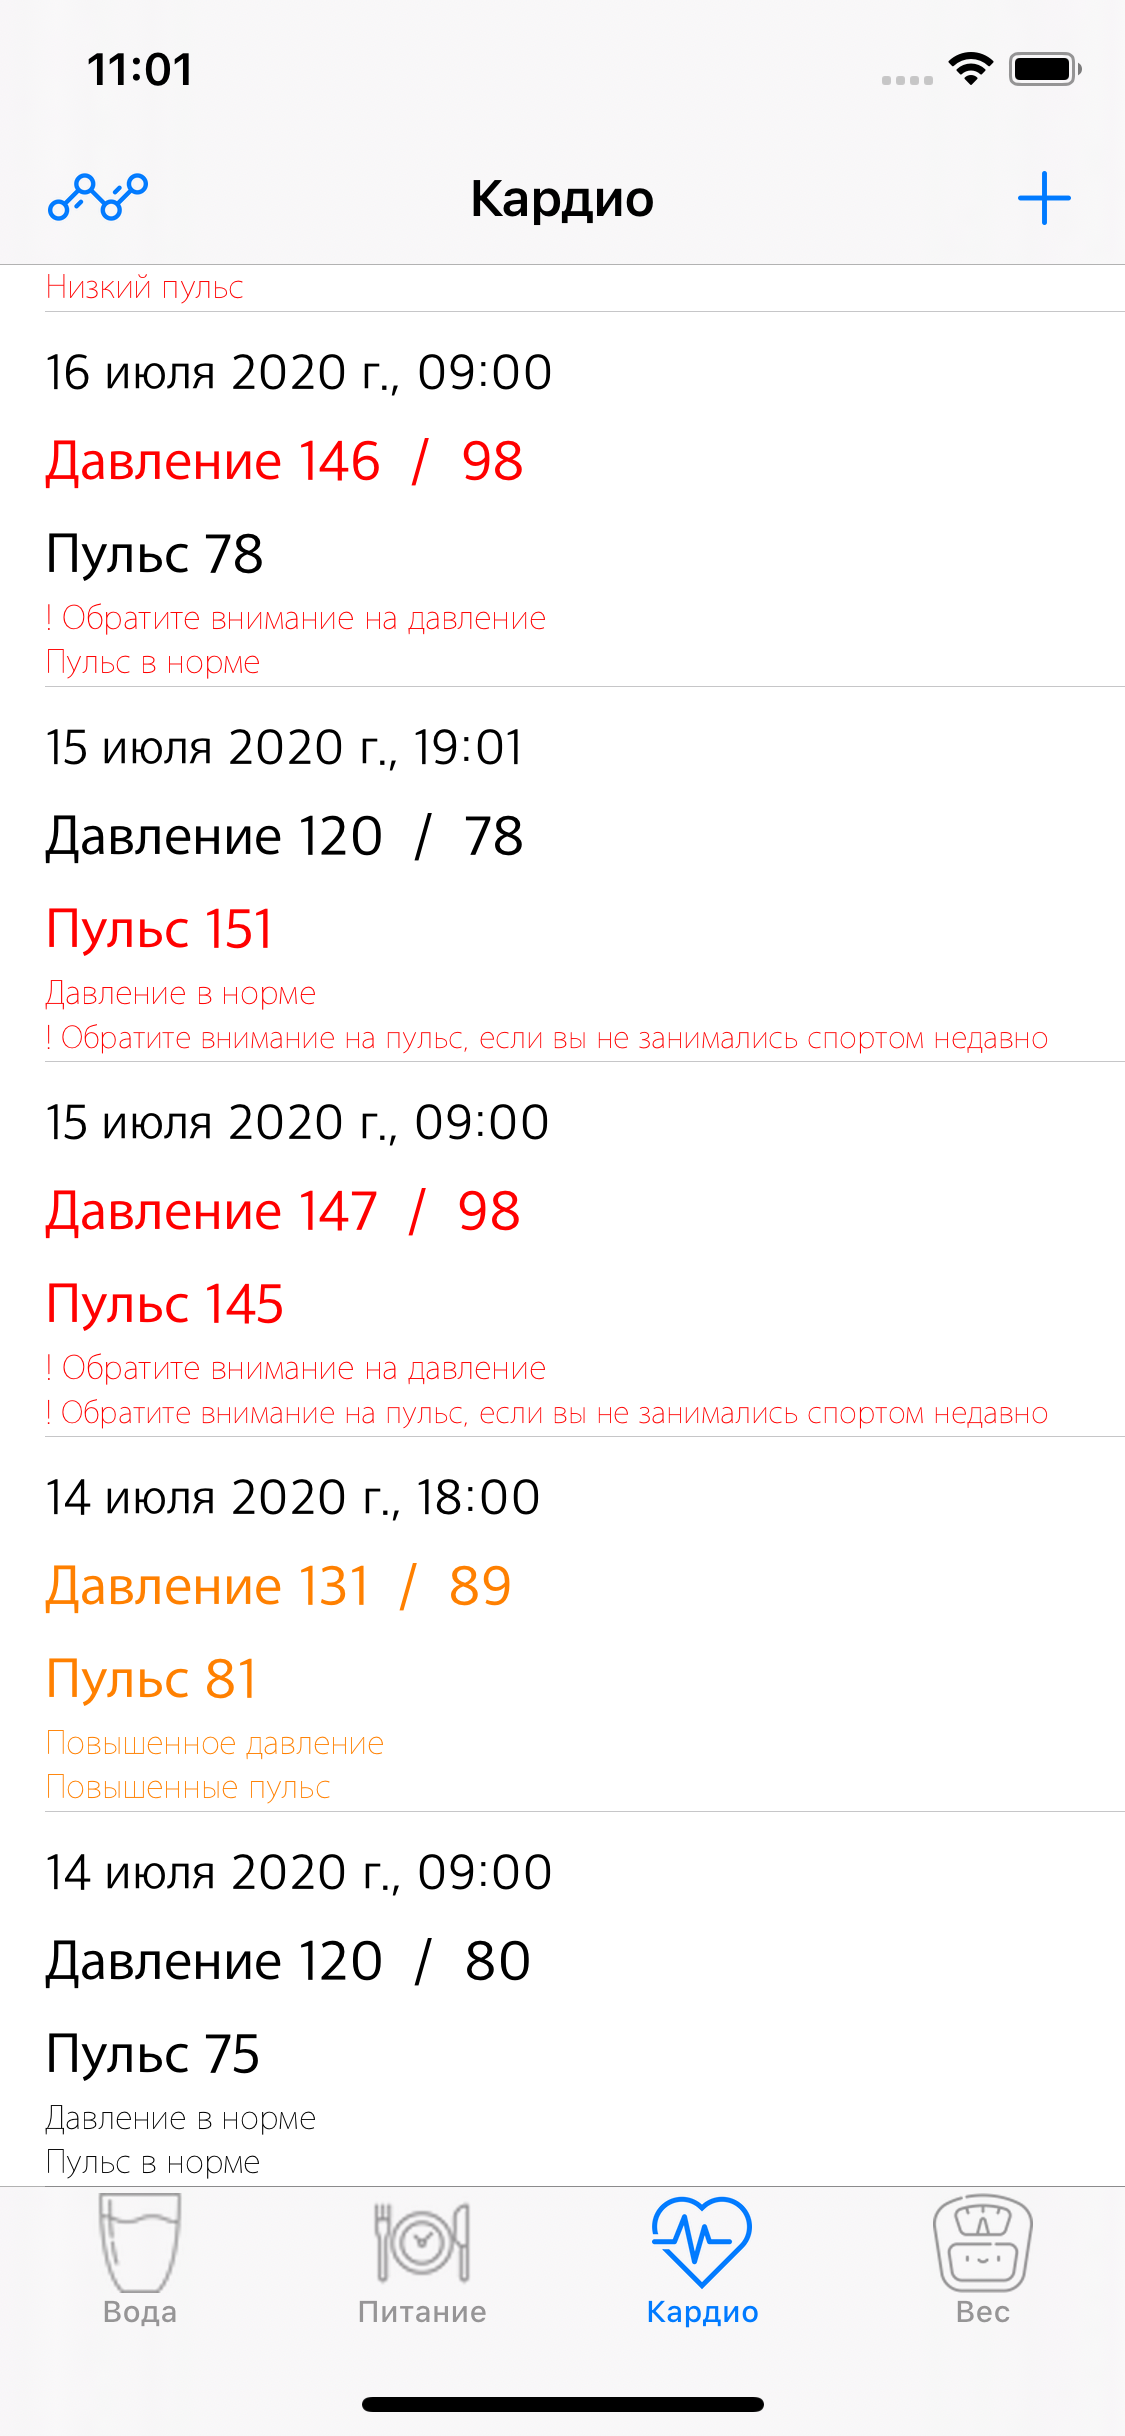 11:01
Кардио
Низкий пульс
16 июля 2020 г., 09:00
Давление 146 / 98
Пульс 78
! Обратите внимание на давление
Пульс в норме
15 июля 2020 г., 19:01
Давление 120 / 78
Пульс 151
Давление в норме
! Обратите внимание на пульс, если вы не занимались спортом недавно
15 июля 2020 г., 09:00
Давление 147 / 98
Пульс 145
! Обратите внимание на давление
! Обратите внимание на пульс, если вы не занимались спортом недавно
14 июля 2020 г., 18:00
Давление 131 / 89
Пульс 81
Повышенное давление
Повышенные пульс
14 июля 2020 г., 09:00
Давление 120 / 80
Пульс 75
Давление в норме
Пульс в норме
Вода Питание Кардио Вес